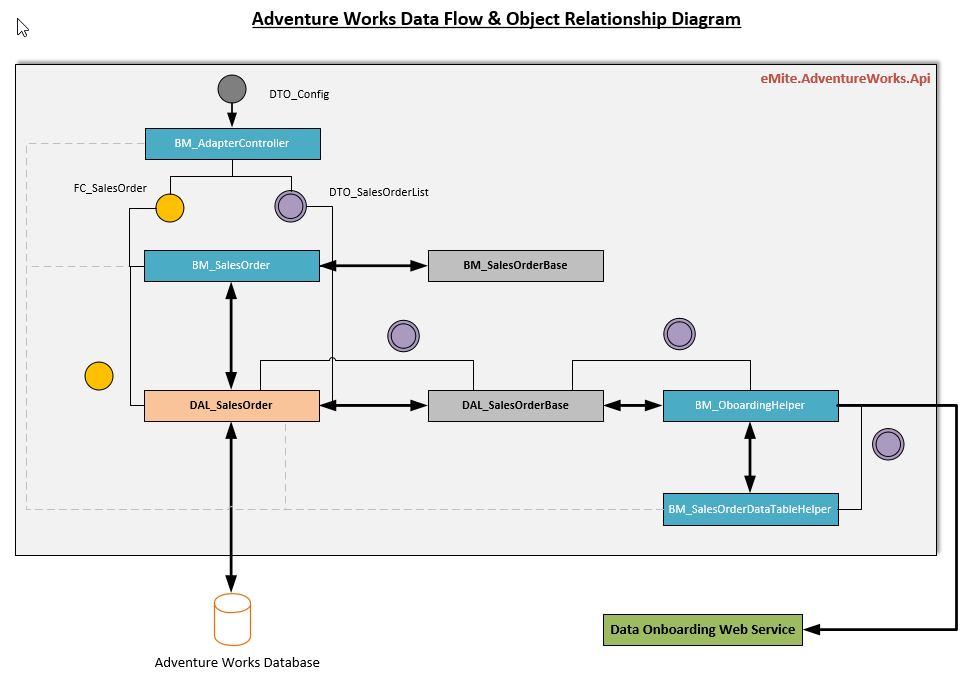 Adventure Works Data Flow & Object Relationship Diagram
eMite.AdventureWorks.Api
DTO_Config
BM_AdapterController
FC_SalesOrder
DTO_SalesOrderList
BM_SalesOrder
BM_SalesOrderBase
DAL_SalesOrder
DAL_SalesOrderBase
BM_OboardingHelper
BM_SalesOrderDataTableHelper
Data Onboarding Web Service
Adventure Works Database